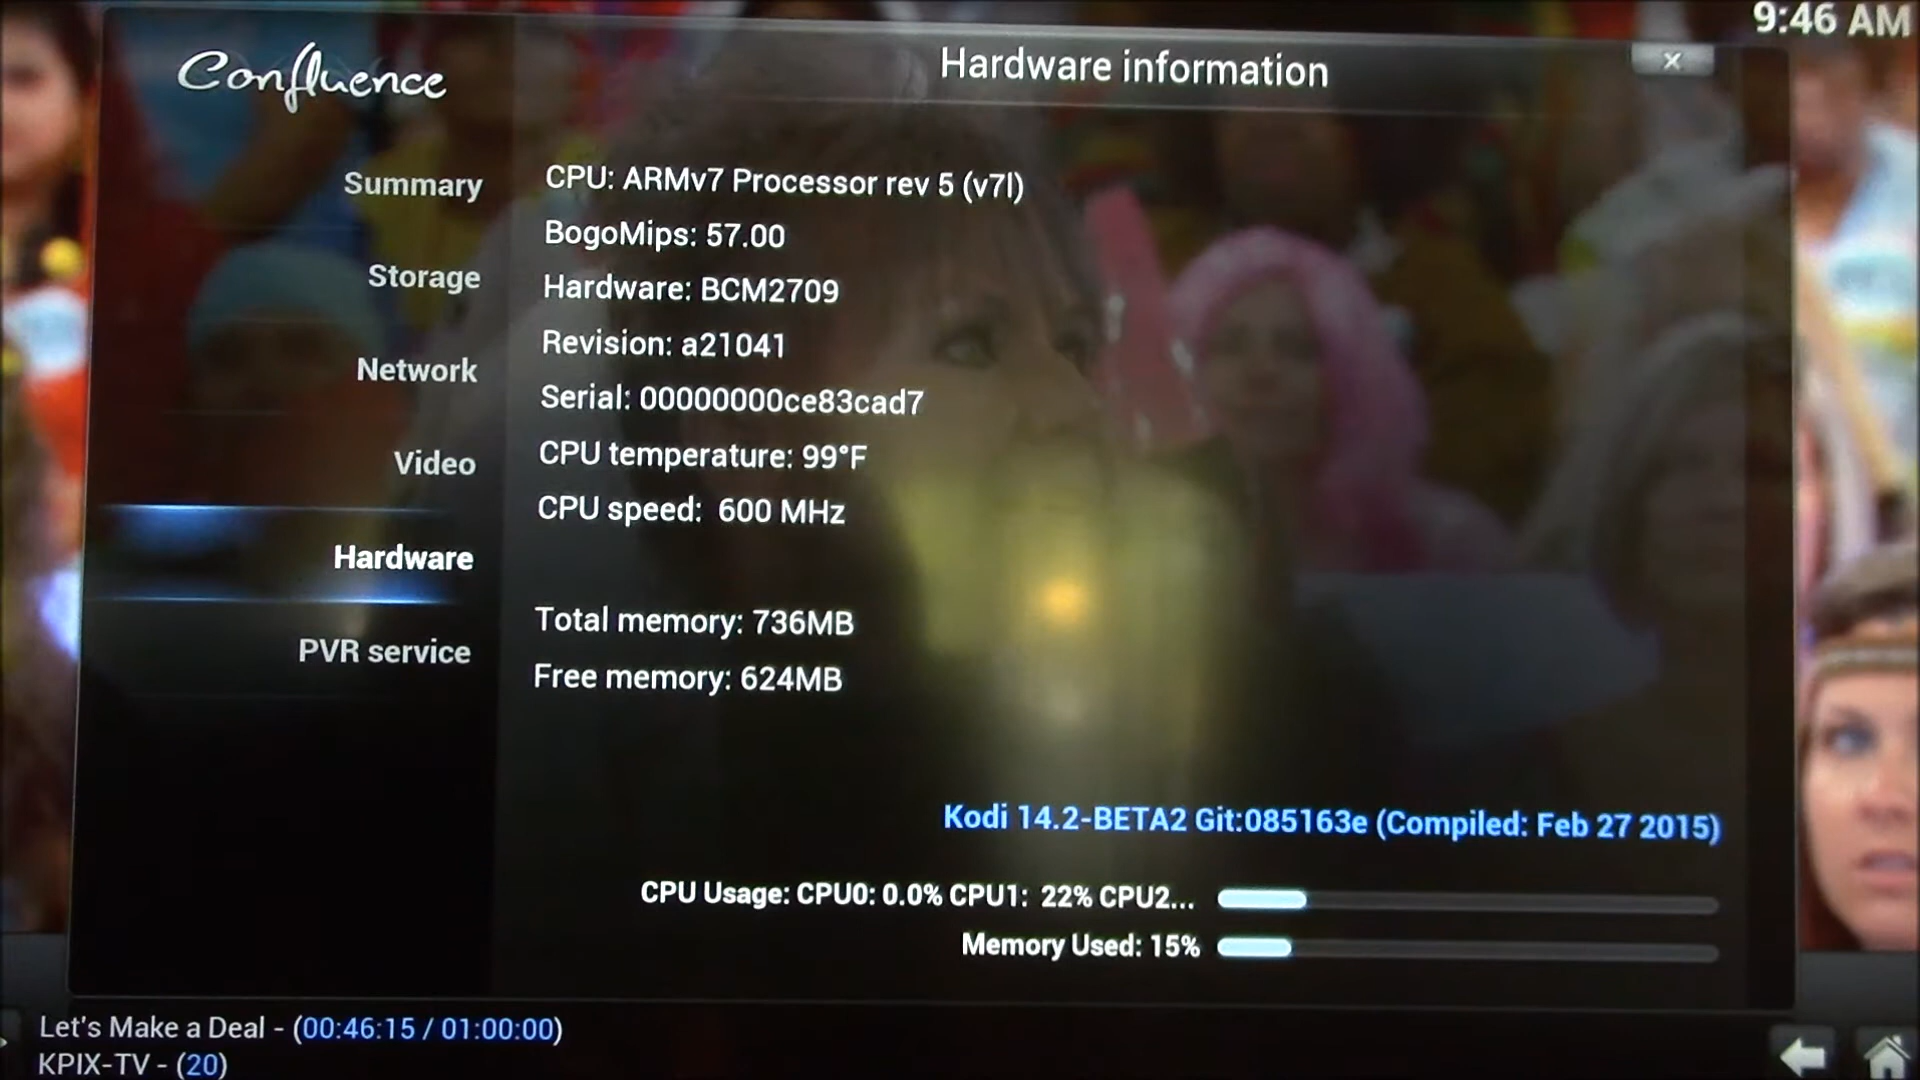 9:46 AM
Confluence
Hardware information
Summary
Storage
Network
Video
Hardware
PVR service
CPU: ARMv7 Processor rev 5 (v7l)
BogoMips: 57.00
Hardware: BCM2709
Revision: a21041
Serial: 00000000ce83cad7
CPU temperature: 99°F
CPU speed: 600 MHz
Total memory: 736MB
Free memory: 624MB
Kodi 14.2-BETA2 Git:085163e (Compiled: Feb 27 2015)
CPU Usage: CPU0: 0.0% CPU1: 22% CPU2...
Memory Used: 15%
Let's Make a Deal - (00:46:15 / 01:00:00)
KPIX-TV - (20)